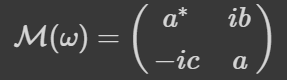 𝓜(ω) = ( a* ib
−ic a )